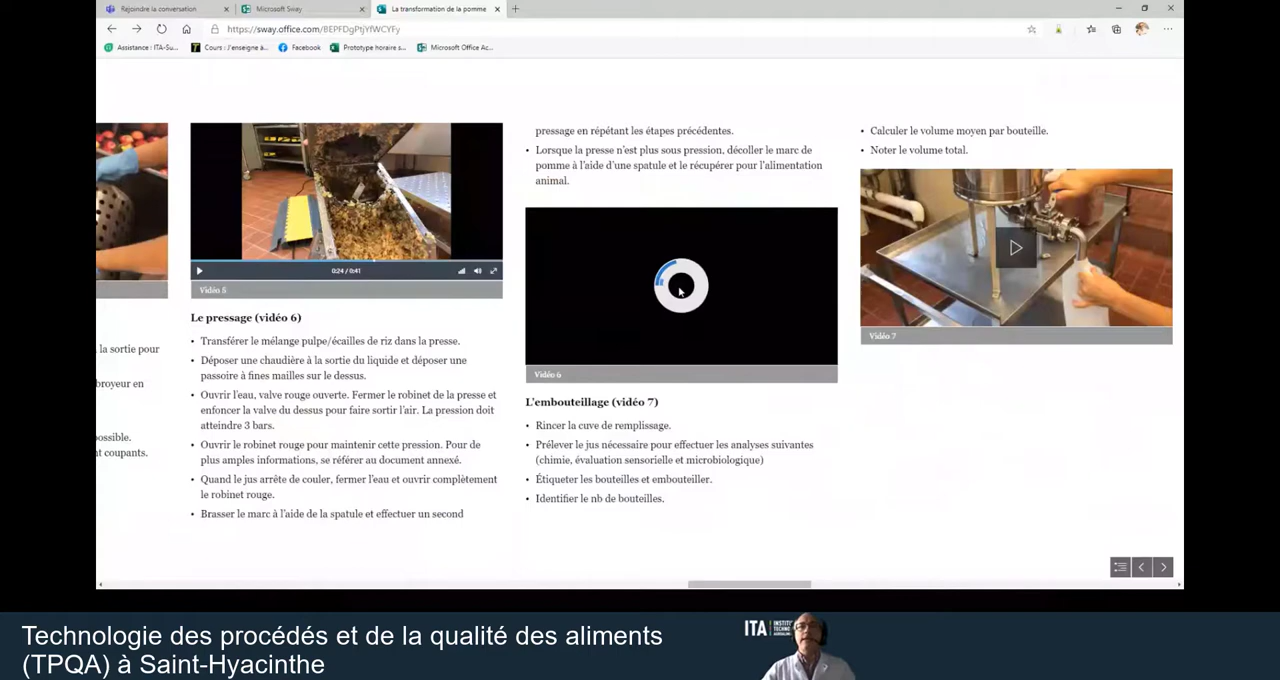 Rejoindre la conversation
Microsoft Sway
La transformation de la pomme
https://sway.office.com/BEPFDgPtjYfWCYFy
Assistance : ITA-Su...
Cours : J'enseigne à...
Facebook
Prototype horaire s...
Microsoft Office Ac...
0:24 / 0:41
Vidéo 5
la sortie pour
broyeur en
ossible.
t coupants.
Le pressage (vidéo 6)
• Transférer le mélange pulpe/écailles de riz dans la presse.
• Déposer une chaudière à la sortie du liquide et déposer une
passoire à fines mailles sur le dessus.
• Ouvrir l'eau, valve rouge ouverte. Fermer le robinet de la presse et
enfoncer la valve du dessus pour faire sortir l'air. La pression doit
atteindre 3 bars.
• Ouvrir le robinet rouge pour maintenir cette pression. Pour de
plus amples informations, se référer au document annexé.
• Quand le jus arrête de couler, fermer l'eau et ouvrir complètement
le robinet rouge.
• Brasser le marc à l'aide de la spatule et effectuer un second
pressage en répétant les étapes précédentes.
• Lorsque la presse n'est plus sous pression, décoller le marc de
pomme à l'aide d'une spatule et le récupérer pour l'alimentation
animal.
Vidéo 6
L'embouteillage (vidéo 7)
• Rincer la cuve de remplissage.
• Prélever le jus nécessaire pour effectuer les analyses suivantes
(chimie, évaluation sensorielle et microbiologique)
• Étiqueter les bouteilles et embouteiller.
• Identifier le nb de bouteilles.
• Calculer le volume moyen par bouteille.
• Noter le volume total.
Vidéo 7
Technologie des procédés et de la qualité des aliments
(TPQA) à Saint-Hyacinthe
ITA